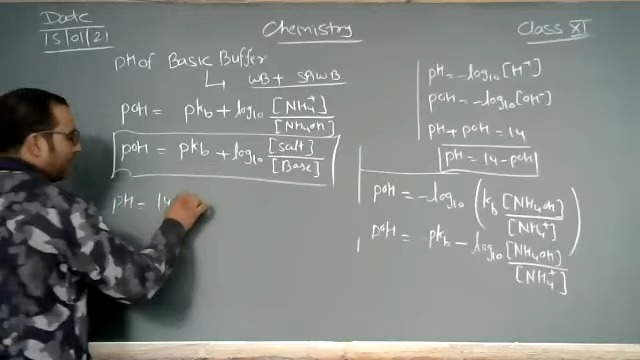 Date
15/01/21
Chemistry
Class XI
PH of Basic Buffer
WB + SAWB
pOH = pKb + log10 [NH4+]/[NH4OH]
pOH = pKb + log10 [Salt]/[Base]
pH = 14
pH = -log10 [H+]
pOH = -log10 [OH-]
pH + pOH = 14
pH = 14 - pOH
pOH = -log10 (Kb [NH4OH]/[NH4+])
pOH = pKb - log10 [NH4OH]/[NH4+]